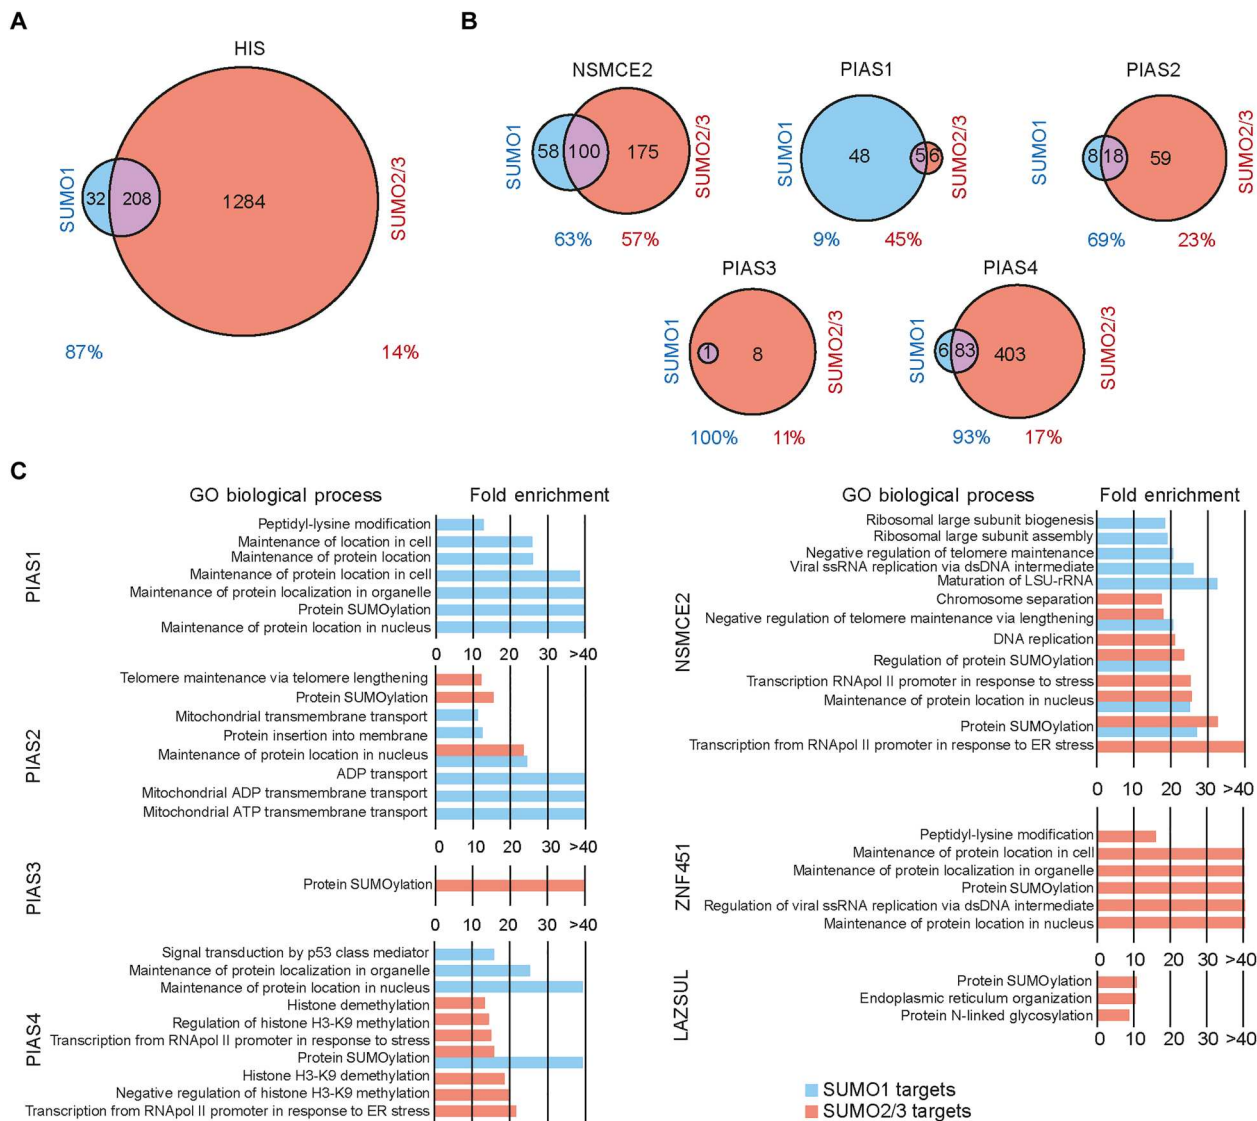 A
HIS
SUMO1
32
208
1284
SUMO2/3
87%
14%
B
NSMCE2
SUMO1
58
100
175
SUMO2/3
63%
57%
PIAS1
SUMO1
48
5
6
SUMO2/3
9%
45%
PIAS2
SUMO1
8
18
59
SUMO2/3
69%
23%
PIAS3
SUMO1
1
8
SUMO2/3
100%
11%
PIAS4
SUMO1
6
83
403
SUMO2/3
93%
17%
C
GO biological process
Fold enrichment
PIAS1
Peptidyl-lysine modification
Maintenance of location in cell
Maintenance of protein location
Maintenance of protein location in cell
Maintenance of protein localization in organelle
Protein SUMOylation
Maintenance of protein location in nucleus
0 10 20 30 >40
PIAS2
Telomere maintenance via telomere lengthening
Protein SUMOylation
Mitochondrial transmembrane transport
Protein insertion into membrane
Maintenance of protein location in nucleus
ADP transport
Mitochondrial ADP transmembrane transport
Mitochondrial ATP transmembrane transport
0 10 20 30 >40
PIAS3
Protein SUMOylation
0 10 20 30 >40
PIAS4
Signal transduction by p53 class mediator
Maintenance of protein localization in organelle
Maintenance of protein location in nucleus
Histone demethylation
Regulation of histone H3-K9 methylation
Transcription from RNApol II promoter in response to stress
Protein SUMOylation
Histone H3-K9 demethylation
Negative regulation of histone H3-K9 methylation
Transcription from RNApol II promoter in response to ER stress
GO biological process
Fold enrichment
NSMCE2
Ribosomal large subunit biogenesis
Ribosomal large subunit assembly
Negative regulation of telomere maintenance
Viral ssRNA replication via dsDNA intermediate
Maturation of LSU-rRNA
Chromosome separation
Negative regulation of telomere maintenance via lengthening
DNA replication
Regulation of protein SUMOylation
Transcription RNApol II promoter in response to stress
Maintenance of protein location in nucleus
Protein SUMOylation
Transcription from RNApol II promoter in response to ER stress
0 10 20 30 >40
ZNF451
Peptidyl-lysine modification
Maintenance of protein location in cell
Maintenance of protein localization in organelle
Protein SUMOylation
Regulation of viral ssRNA replication via dsDNA intermediate
Maintenance of protein location in nucleus
0 10 20 30 >40
LAZSUL
Protein SUMOylation
Endoplasmic reticulum organization
Protein N-linked glycosylation
0 10 20 30 >40
SUMO1 targets
SUMO2/3 targets